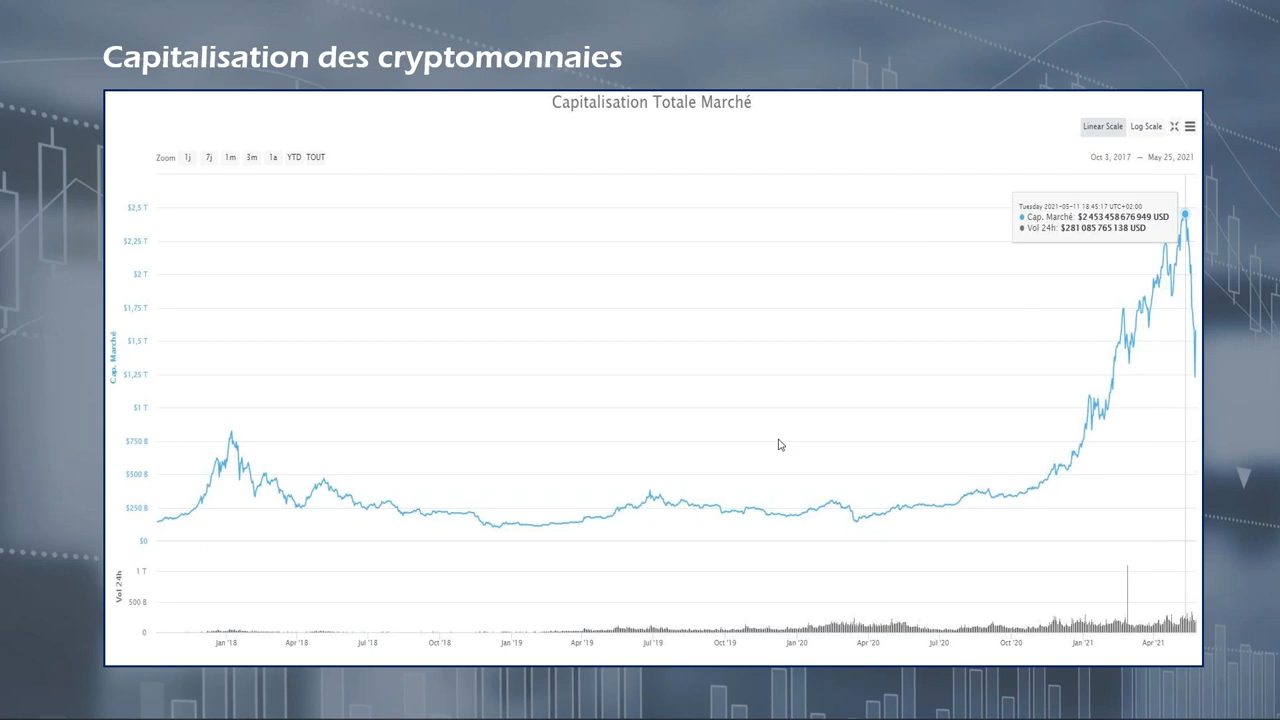 Capitalisation des cryptomonnaies
Capitalisation Totale Marché
Linear Scale Log Scale
Zoom 1j 7j 1m 3m 1a YTD TOUT
Oct 3, 2017 — May 25, 2021
Tuesday 2021-05-11 18:45:17 UTC+02:00
Cap. Marché: $2 453 458 676 949 USD
Vol 24h: $281 085 765 138 USD
$2,5 T
$2,25 T
$2 T
$1,75 T
$1,5 T
$1,25 T
$1 T
$750 B
$500 B
$250 B
$0
Cap. Marché
1 T
500 B
0
Vol 24h
Jan '18 Apr '18 Jul '18 Oct '18 Jan '19 Apr '19 Jul '19 Oct '19 Jan '20 Apr '20 Jul '20 Oct '20 Jan '21 Apr '21